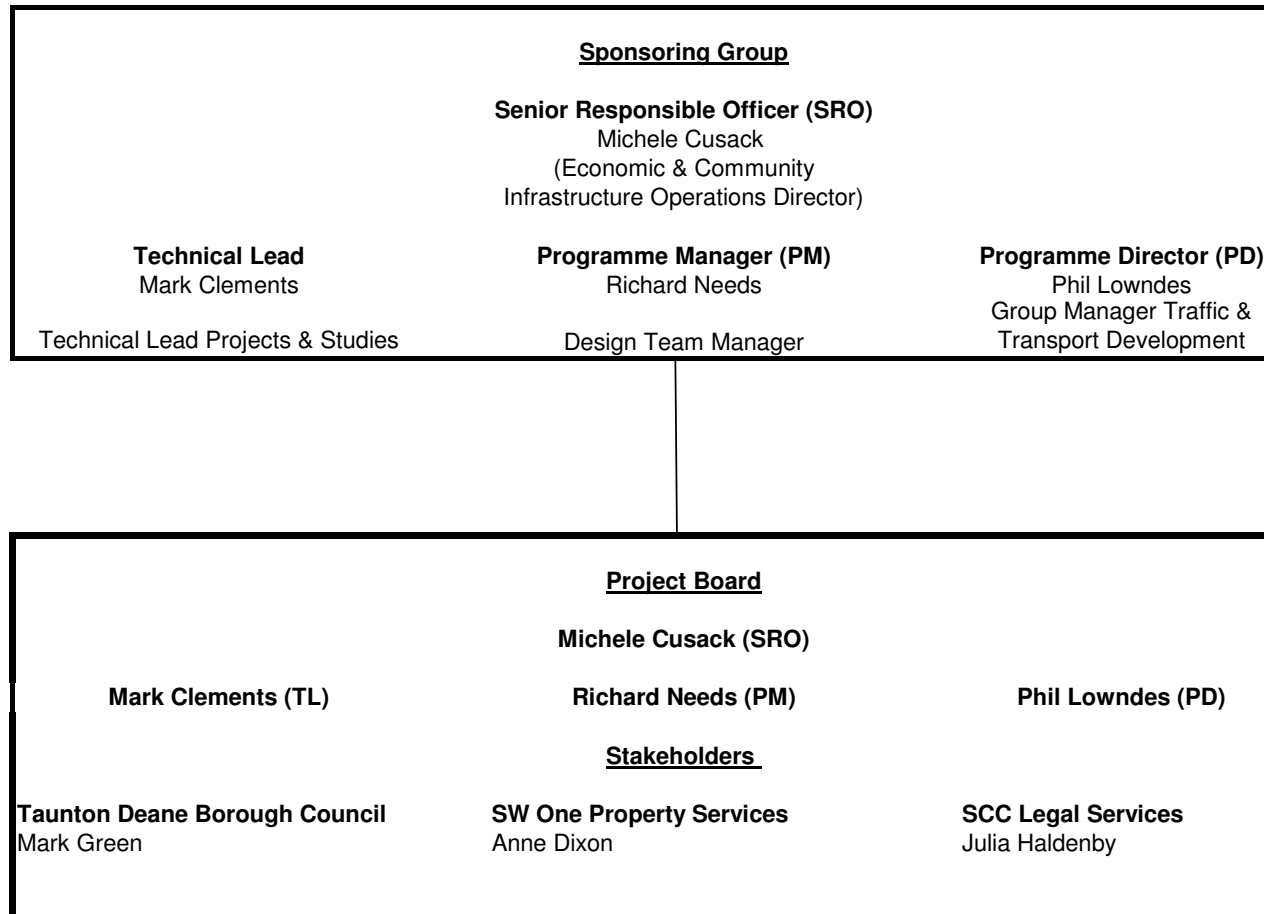 Sponsoring Group
Senior Responsible Officer (SRO)
Michele Cusack
(Economic & Community
Infrastructure Operations Director)
Technical Lead
Mark Clements
Technical Lead Projects & Studies
Programme Manager (PM)
Richard Needs
Design Team Manager
Programme Director (PD)
Phil Lowndes
Group Manager Traffic &
Transport Development
Project Board
Michele Cusack (SRO)
Mark Clements (TL)
Richard Needs (PM)
Phil Lowndes (PD)
Stakeholders
Taunton Deane Borough Council
Mark Green
SW One Property Services
Anne Dixon
SCC Legal Services
Julia Haldenby